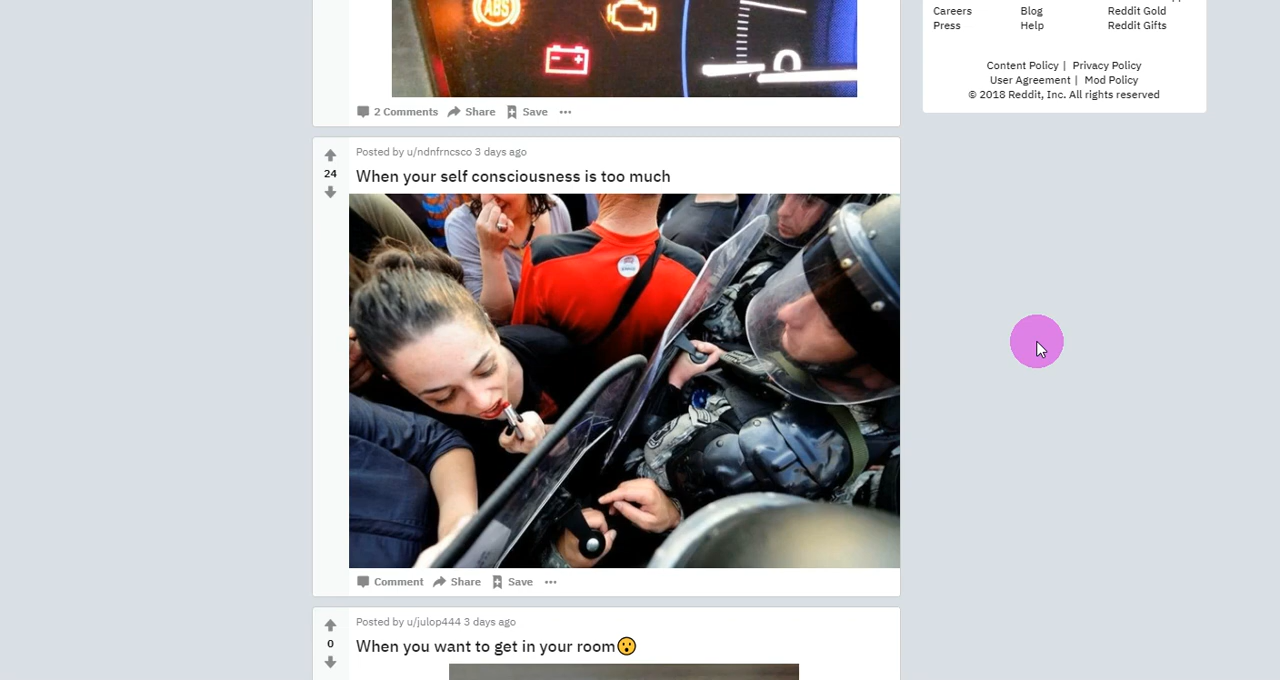 Careers Blog Reddit Gold
Press Help Reddit Gifts
Content Policy | Privacy Policy
User Agreement | Mod Policy
© 2018 Reddit, Inc. All rights reserved
ABS
0
2 Comments Share Save
Posted by u/ndnfrncsco 3 days ago
24
When your self consciousness is too much
Comment Share Save
Posted by u/julop444 3 days ago
0
When you want to get in your room😮